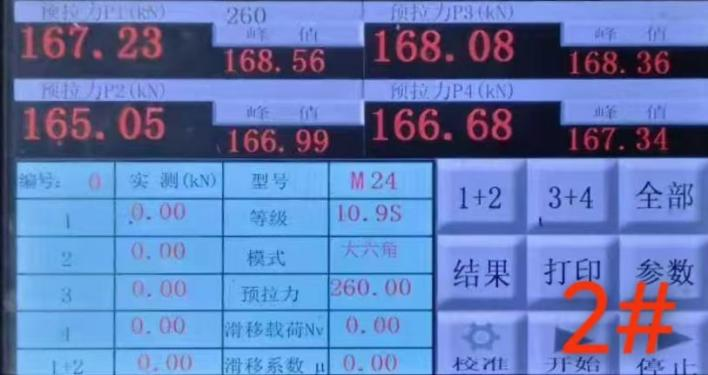 预拉力P1(kN) 260 预拉力P3(kN)
167.23 峰 值 168.08 峰 值
168.56 168.36
预拉力P2(kN) 预拉力P4(kN)
165.05 峰 值 166.68 峰 值
166.99 167.34
编号: 0 实 测(kN) 型号 M24
1 0.00 等级 10.9S
2 0.00 模式 大六角
3 0.00 预拉力 260.00
4 0.00 滑移载荷Nv 0.00
1+2 0.00 滑移系数 μ 0.00
1+2 3+4 全部
结果 打印 参数
校准 开始 停止
2#